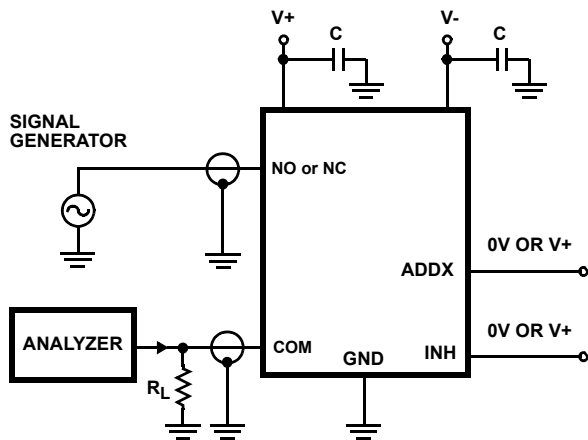 V+
C
V-
C
SIGNAL
GENERATOR
NO or NC
0V OR V+
ADDX
0V OR V+
ANALYZER
COM
GND
INH
RL